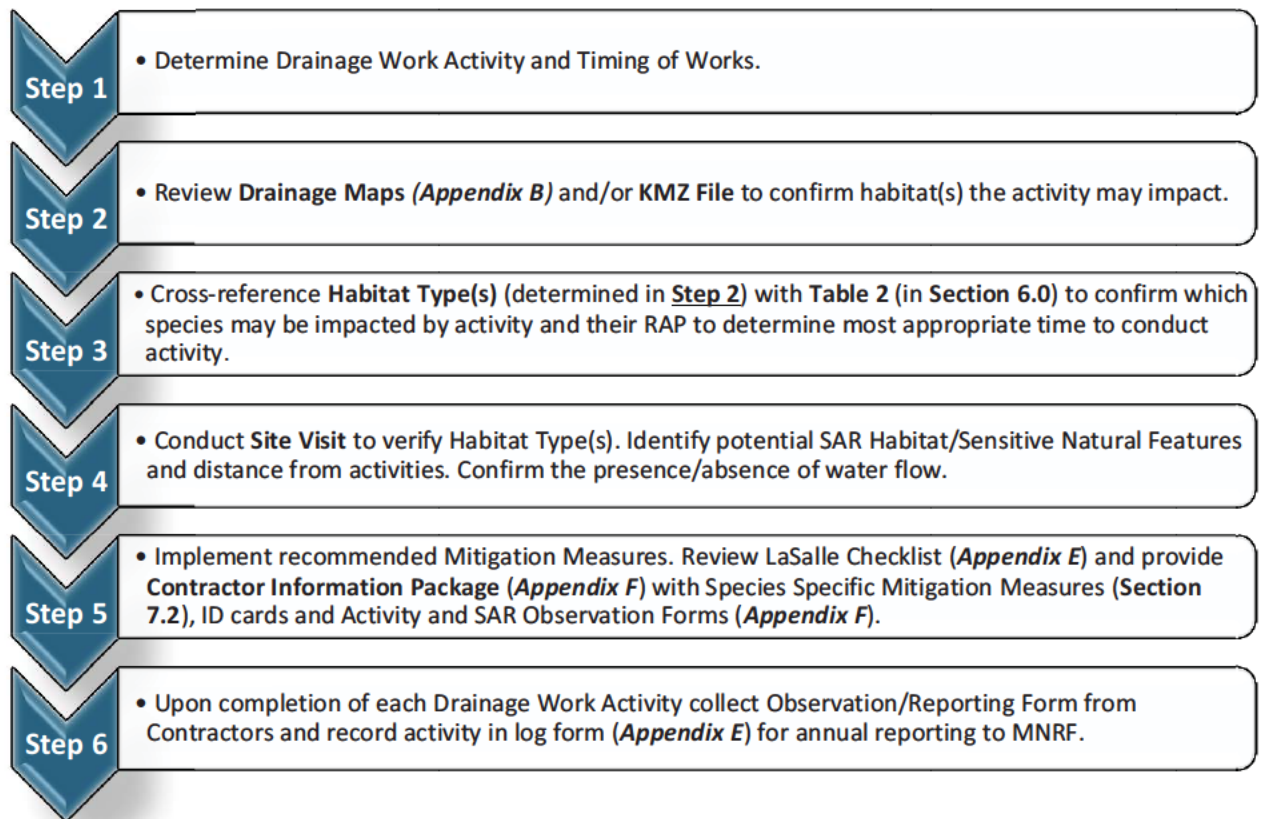 Step 1
• Determine Drainage Work Activity and Timing of Works.
Step 2
• Review Drainage Maps (Appendix B) and/or KMZ File to confirm habitat(s) the activity may impact.
Step 3
• Cross-reference Habitat Type(s) (determined in Step 2) with Table 2 (in Section 6.0) to confirm which
species may be impacted by activity and their RAP to determine most appropriate time to conduct
activity.
Step 4
• Conduct Site Visit to verify Habitat Type(s). Identify potential SAR Habitat/Sensitive Natural Features
and distance from activities. Confirm the presence/absence of water flow.
Step 5
• Implement recommended Mitigation Measures. Review LaSalle Checklist (Appendix E) and provide
Contractor Information Package (Appendix F) with Species Specific Mitigation Measures (Section
7.2), ID cards and Activity and SAR Observation Forms (Appendix F).
Step 6
• Upon completion of each Drainage Work Activity collect Observation/Reporting Form from
Contractors and record activity in log form (Appendix E) for annual reporting to MNRF.